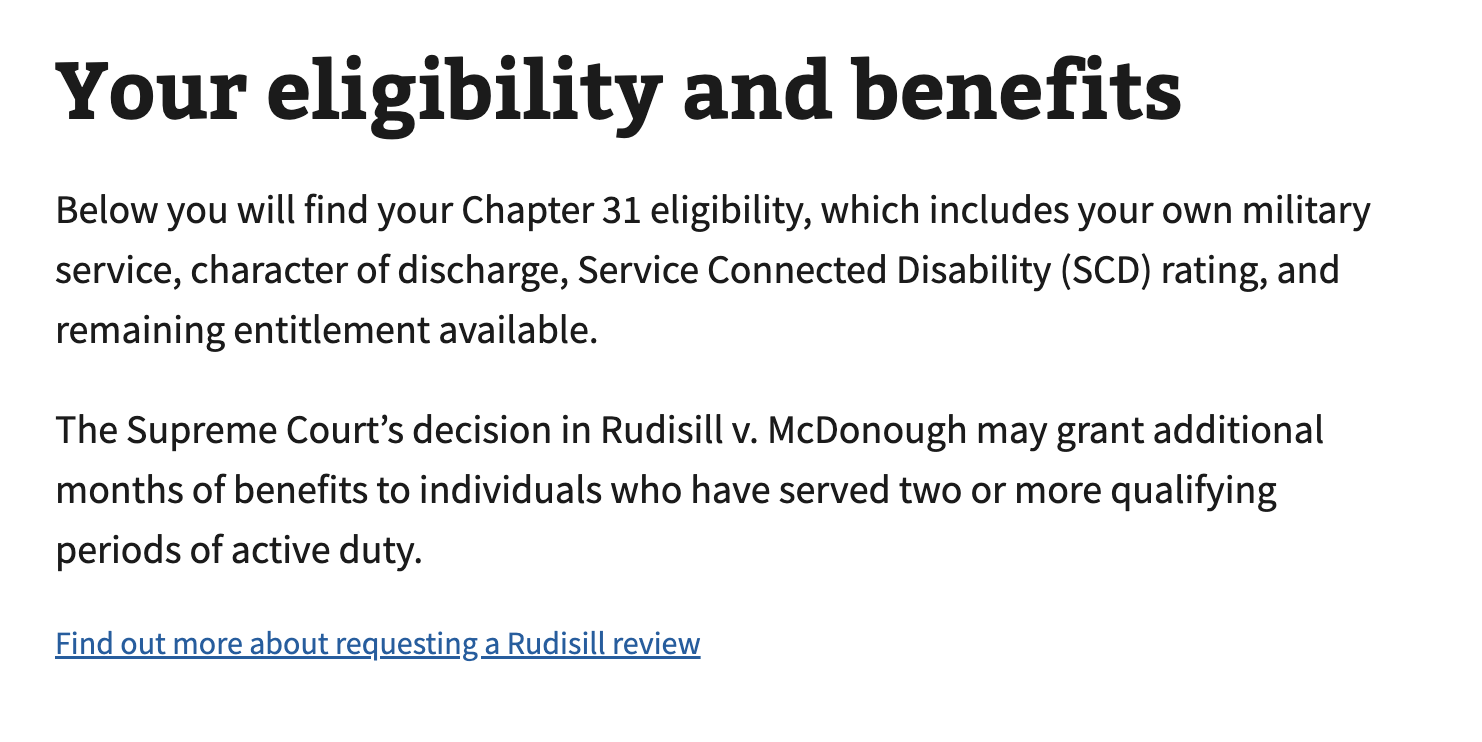 Your eligibility and benefits
Below you will find your Chapter 31 eligibility, which includes your own military
service, character of discharge, Service Connected Disability (SCD) rating, and
remaining entitlement available.
The Supreme Court’s decision in Rudisill v. McDonough may grant additional
months of benefits to individuals who have served two or more qualifying
periods of active duty.
Find out more about requesting a Rudisill review